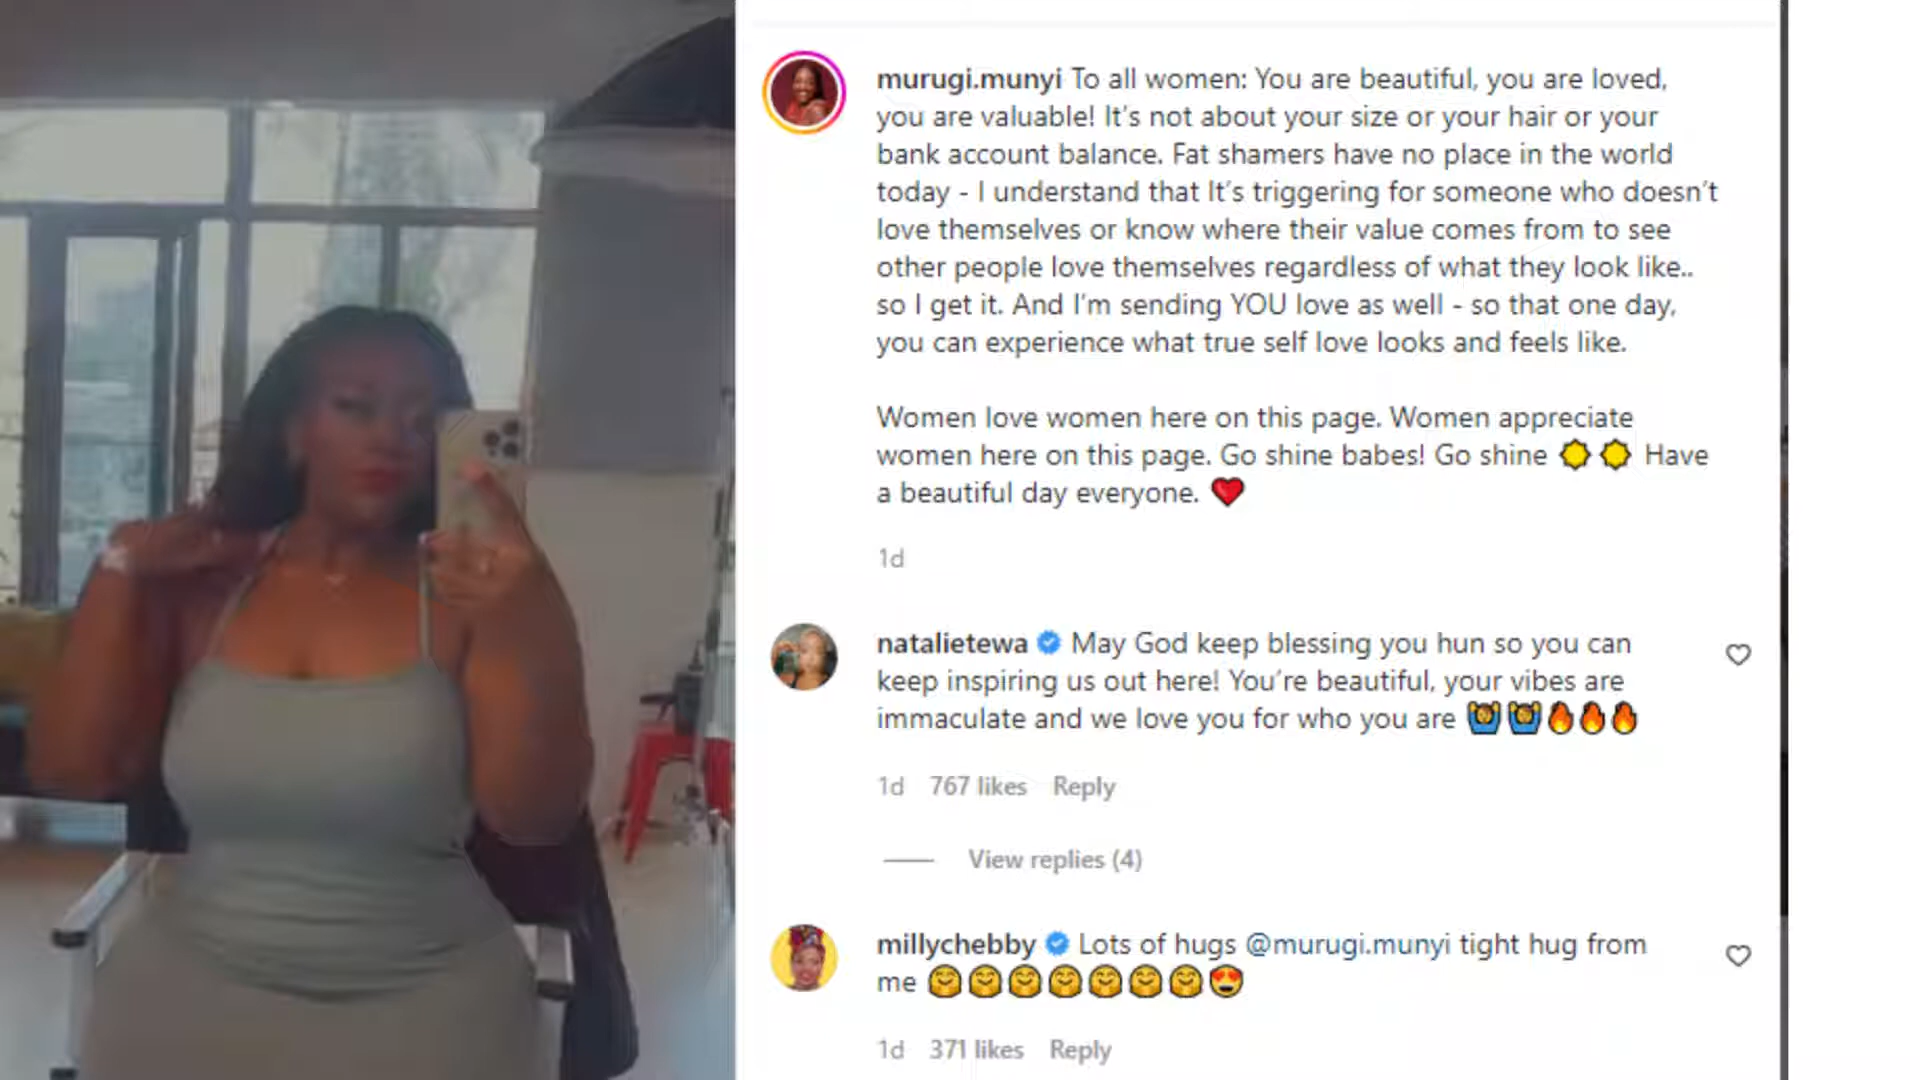 murugi.munyi To all women: You are beautiful, you are loved,
you are valuable! It's not about your size or your hair or your
bank account balance. Fat shamers have no place in the world
today - I understand that It's triggering for someone who doesn't
love themselves or know where their value comes from to see
other people love themselves regardless of what they look like..
so I get it. And I'm sending YOU love as well - so that one day,
you can experience what true self love looks and feels like.
Women love women here on this page. Women appreciate
women here on this page. Go shine babes! Go shine ☀️☀️ Have
a beautiful day everyone. ❤️
1d
natalietewa May God keep blessing you hun so you can
keep inspiring us out here! You're beautiful, your vibes are
immaculate and we love you for who you are 🙆🙆🔥🔥🔥
1d 767 likes Reply
View replies (4)
millychebby Lots of hugs @murugi.munyi tight hug from
me 🤗🤗🤗🤗🤗🤗🤗😍
1d 371 likes Reply